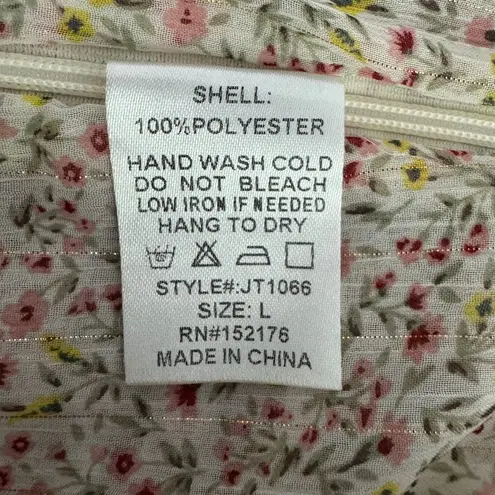 SHELL:
100%POLYESTER
HAND WASH COLD
DO NOT BLEACH
LOW IRON IF NEEDED
HANG TO DRY
STYLE#:JT1066
SIZE: L
RN#152176
MADE IN CHINA